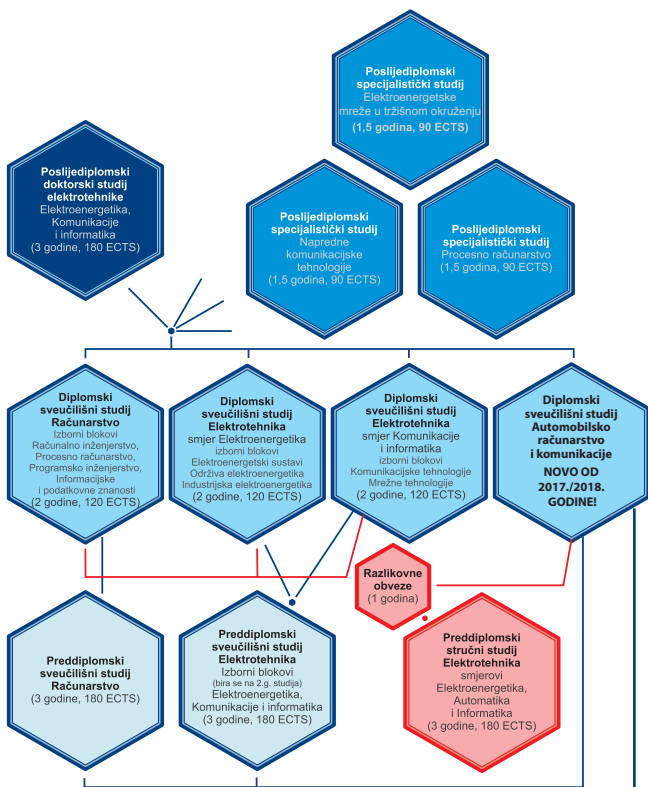 Poslijediplomski
specijalistički studij
Elektroenergetske
mreže u tržišnom okruženju
(1,5 godina, 90 ECTS)
Poslijediplomski
doktorski studij
elektrotehnike
Elektroenergetika,
Komunikacije
i informatika
(3 godine, 180 ECTS)
Poslijediplomski
specijalistički studij
Napredne
komunikacijske
tehnologije
(1,5 godina, 90 ECTS)
Poslijediplomski
specijalistički studij
Procesno računarstvo
(1,5 godina, 90 ECTS)
Diplomski
sveučilišni studij
Računarstvo
Izborni blokovi
Računalno inženjerstvo,
Procesno računarstvo,
Programsko inženjerstvo,
Informacijske
i podatkovne znanosti
(2 godine, 120 ECTS)
Diplomski
sveučilišni studij
Elektrotehnika
smjer Elektroenergetika
izborni blokovi
Elektroenergetski sustavi
Održiva elektroenergetika
Industrijska elektroenergetika
(2 godine, 120 ECTS)
Diplomski
sveučilišni studij
Elektrotehnika
smjer Komunikacije
i informatika
izborni blokovi
Komunikacijske tehnologije
Mrežne tehnologije
(2 godine, 120 ECTS)
Diplomski
sveučilišni studij
Automobilsko
računarstvo
i komunikacije
NOVO OD
2017./2018.
GODINE!
Razlikovne
obveze
(1 godina)
Preddiplomski
sveučilišni studij
Računarstvo
(3 godine, 180 ECTS)
Preddiplomski
sveučilišni studij
Elektrotehnika
Izborni blokovi
(bira se na 2.g. studija)
Elektroenergetika,
Komunikacije i informatika
(3 godine, 180 ECTS)
Preddiplomski
stručni studij
Elektrotehnika
smjerovi
Elektroenergetika,
Automatika
i Informatika
(3 godine, 180 ECTS)